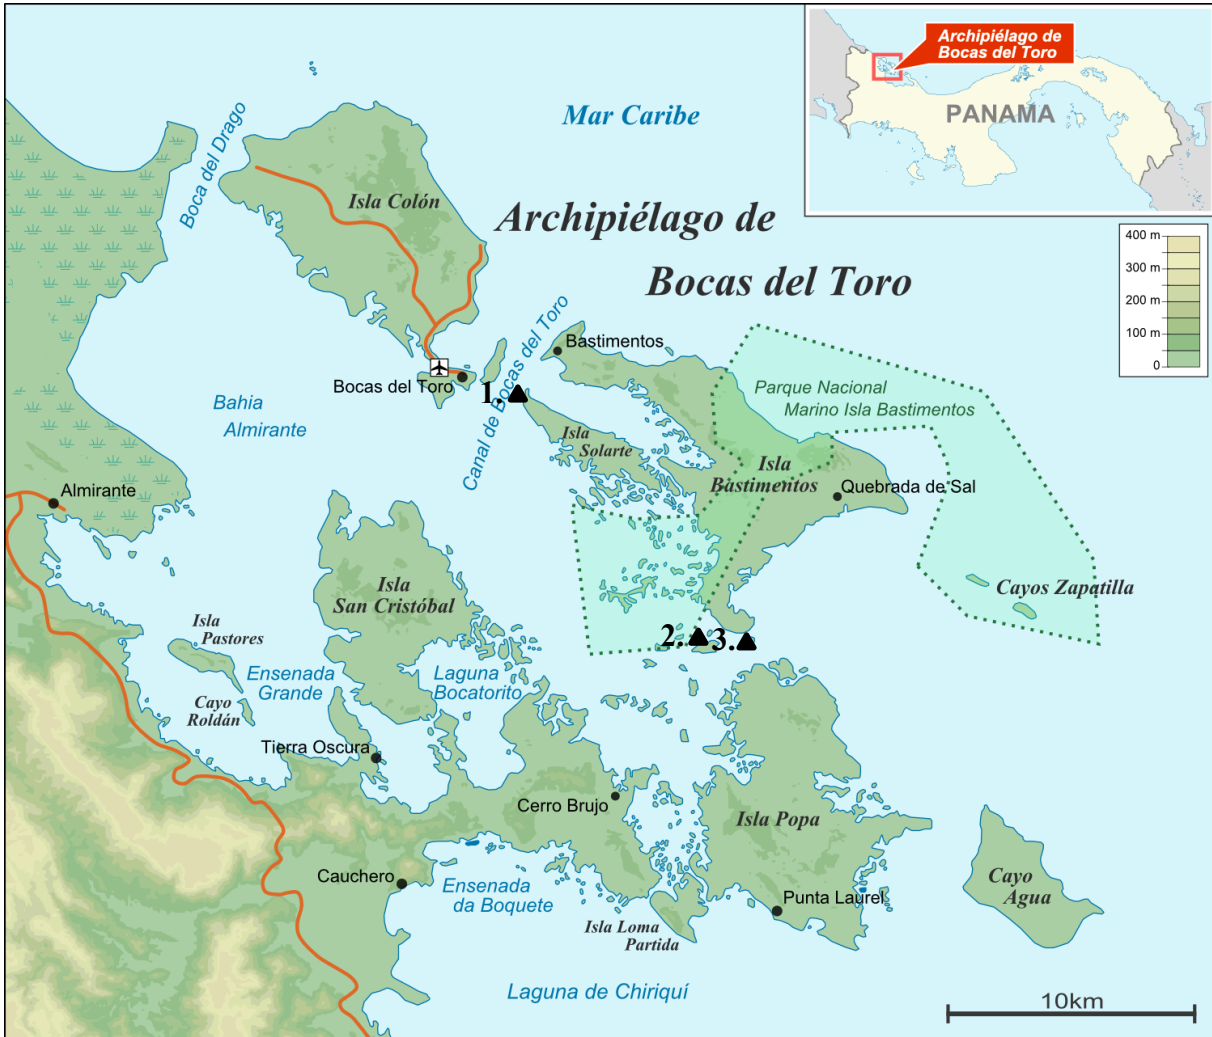 Archipiélago de
Bocas del Toro
PANAMA
Mar Caribe
Boca del Drago
Isla Colón
Archipiélago de
Bocas del Toro
400 m
300 m
200 m
100 m
0
Canal de Bocas del Toro
Bastimentos
Bocas del Toro
1.
Parque Nacional
Marino Isla Bastimentos
Bahia
Almirante
Isla
Solarte
Isla
Bastimentos
Quebrada de Sal
Almirante
Isla
San Cristóbal
Cayos Zapatilla
Isla
Pastores
2.
3.
Ensenada
Grande
Laguna
Bocatorito
Cayo
Roldán
Tierra Oscura
Cerro Brujo
Isla Popa
Cauchero
Ensenada
da Boquete
Punta Laurel
Cayo
Agua
Isla Loma
Partida
Laguna de Chiriquí
10km